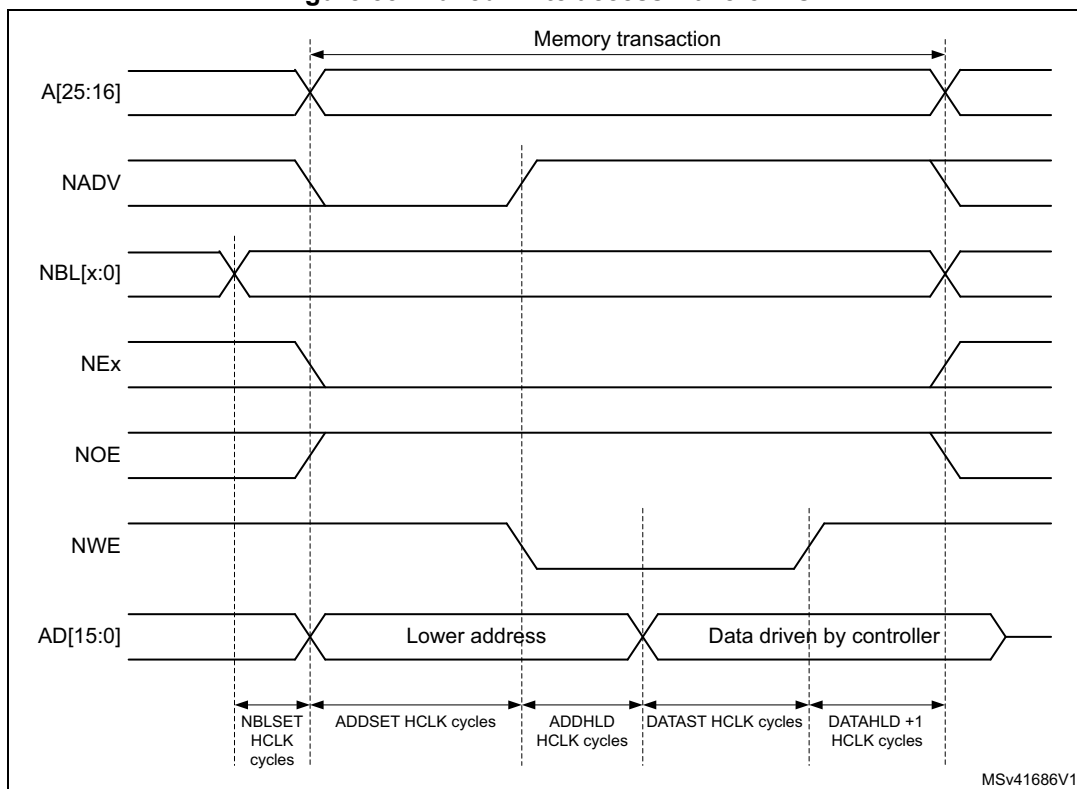 Memory transaction
A[25:16]
NADV
NBL[x:0]
NEx
NOE
NWE
AD[15:0]
Lower address
Data driven by controller
NBLSET
HCLK
cycles
ADDSET HCLK cycles
ADDHLD
HCLK cycles
DATAST HCLK cycles
DATAHLD +1
HCLK cycles
MSv41686V1